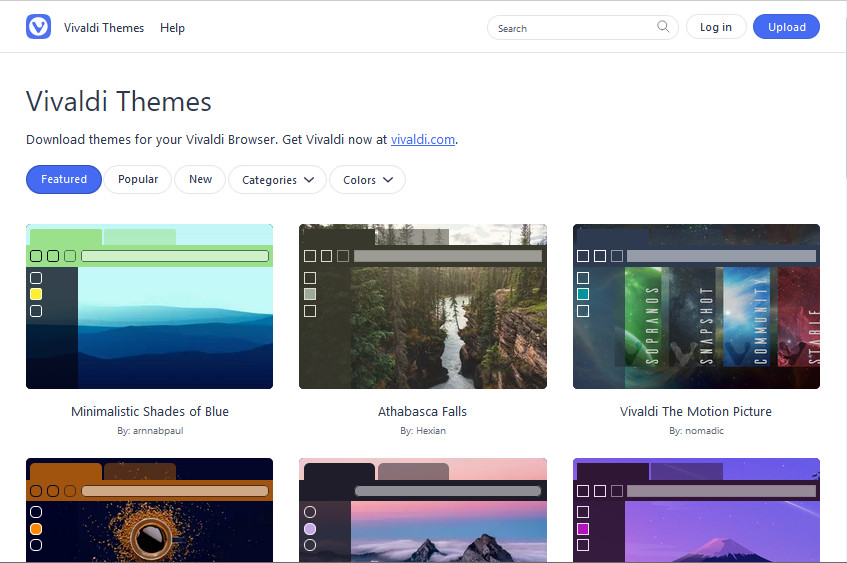 Vivaldi Themes
Help
Search
Log in
Upload
Vivaldi Themes
Download themes for your Vivaldi Browser. Get Vivaldi now at vivaldi.com.
Featured
Popular
New
Categories
Colors
SOPRANOS
SNAPSHOT
COMMUNITY
STABLE
Minimalistic Shades of Blue
Athabasca Falls
Vivaldi The Motion Picture
By: arnnabpaul
By: Hexian
By: nomadic